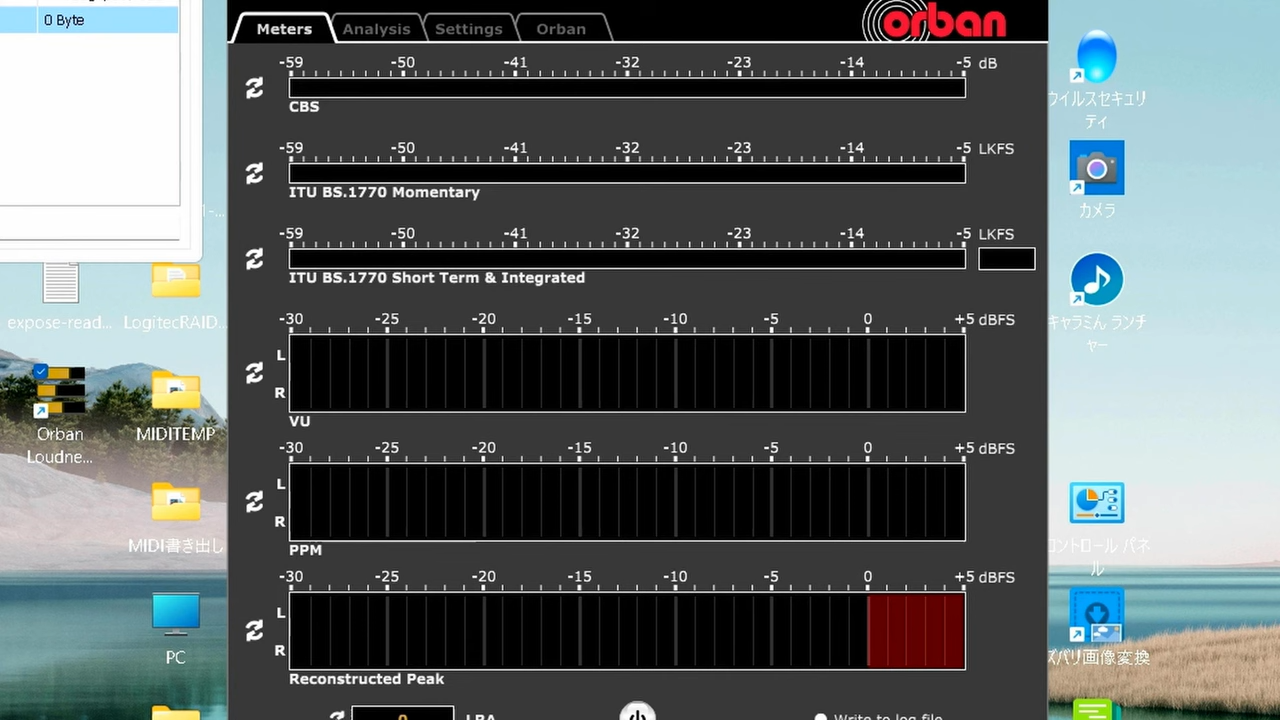 0 Byte
Meters
Analysis
Settings
Orban
orban
-59 -50 -41 -32 -23 -14 -5 dB
CBS
-59 -50 -41 -32 -23 -14 -5 LKFS
ITU BS.1770 Momentary
-59 -50 -41 -32 -23 -14 -5 LKFS
ITU BS.1770 Short Term & Integrated
-30 -25 -20 -15 -10 -5 0 +5 dBFS
L
R
VU
-30 -25 -20 -15 -10 -5 0 +5 dBFS
L
R
PPM
-30 -25 -20 -15 -10 -5 0 +5 dBFS
L
R
Reconstructed Peak
0 LRA
Write to log file
expose-read...
LogitecRAID...
Orban
Loudne...
MIDITEMP
MIDI書き出し
PC
ウイルスセキュリ
ティ
カメラ
キャラミん ランチ
ャー
コントロール パネ
ル
ズバリ画像変換